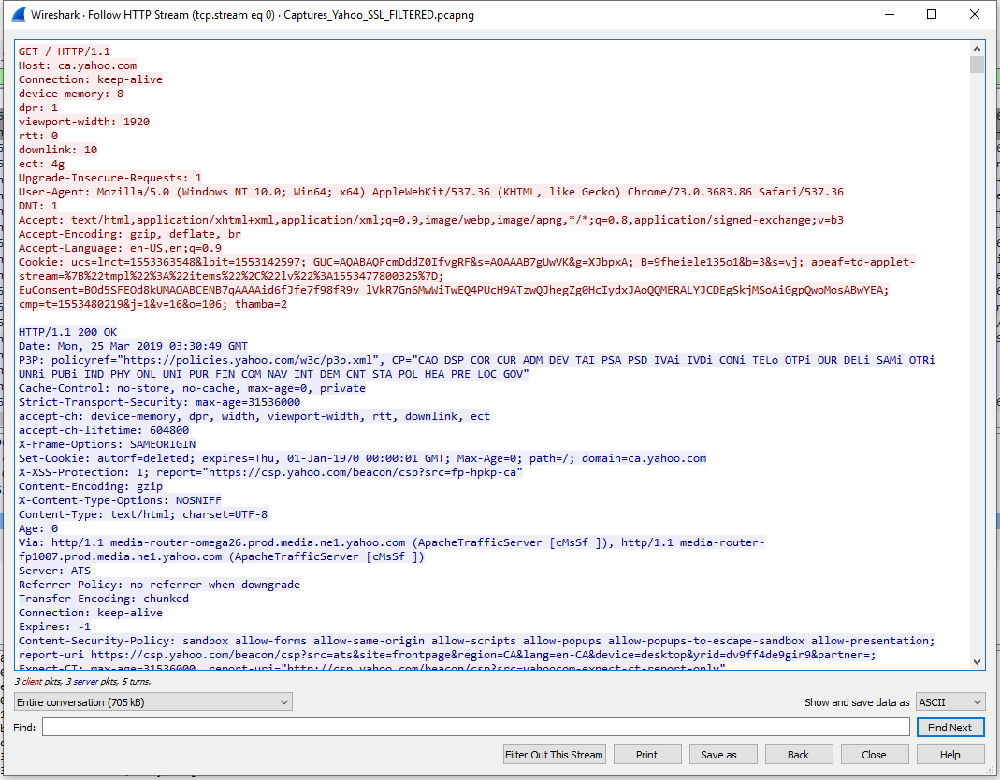 Wireshark · Follow HTTP Stream (tcp.stream eq 0) · Captures_Yahoo_SSL_FILTERED.pcapng
GET / HTTP/1.1
Host: ca.yahoo.com
Connection: keep-alive
device-memory: 8
dpr: 1
viewport-width: 1920
rtt: 0
downlink: 10
ect: 4g
Upgrade-Insecure-Requests: 1
User-Agent: Mozilla/5.0 (Windows NT 10.0; Win64; x64) AppleWebKit/537.36 (KHTML, like Gecko) Chrome/73.0.3683.86 Safari/537.36
DNT: 1
Accept: text/html,application/xhtml+xml,application/xml;q=0.9,image/webp,image/apng,*/*;q=0.8,application/signed-exchange;v=b3
Accept-Encoding: gzip, deflate, br
Accept-Language: en-US,en;q=0.9
Cookie: ucs=lnct=1553363548&lbit=1553142597; GUC=AQABAQFcmDddZ0IfvgRF&s=AQAAAB7gUwVK&g=XJbpxA; B=9fheiele135o1&b=3&s=vj; apeaf=td-applet-
stream=%7B%22tmpl%22%3A%22items%22%2C%22lv%22%3A1553477800325%7D;
EuConsent=BOd5SFEOd8kUMAOABCENB7qAAAAid6fJfe7f98fR9v_lVkR7Gn6MwWiTwEQ4PUcH9ATzwQJhegZg0HcIydxJAoQQMERALYJCDEgSkjMSoAiGgpQwoMosABwYEA;
cmp=t=1553480219&j=1&v=16&o=106; thamba=2
HTTP/1.1 200 OK
Date: Mon, 25 Mar 2019 03:30:49 GMT
P3P: policyref="https://policies.yahoo.com/w3c/p3p.xml", CP="CAO DSP COR CUR ADM DEV TAI PSA PSD IVAi IVDi CONi TELo OTPi OUR DELi SAMi OTRi
UNRi PUBi IND PHY ONL UNI PUR FIN COM NAV INT DEM CNT STA POL HEA PRE LOC GOV"
Cache-Control: no-store, no-cache, max-age=0, private
Strict-Transport-Security: max-age=31536000
accept-ch: device-memory, dpr, width, viewport-width, rtt, downlink, ect
accept-ch-lifetime: 604800
X-Frame-Options: SAMEORIGIN
Set-Cookie: autorf=deleted; expires=Thu, 01-Jan-1970 00:00:01 GMT; Max-Age=0; path=/; domain=ca.yahoo.com
X-XSS-Protection: 1; report="https://csp.yahoo.com/beacon/csp?src=fp-hpkp-ca"
Content-Encoding: gzip
X-Content-Type-Options: NOSNIFF
Content-Type: text/html; charset=UTF-8
Age: 0
Via: http/1.1 media-router-omega26.prod.media.ne1.yahoo.com (ApacheTrafficServer [cMsSf ]), http/1.1 media-router-
fp1007.prod.media.ne1.yahoo.com (ApacheTrafficServer [cMsSf ])
Server: ATS
Referrer-Policy: no-referrer-when-downgrade
Transfer-Encoding: chunked
Connection: keep-alive
Expires: -1
Content-Security-Policy: sandbox allow-forms allow-same-origin allow-scripts allow-popups allow-popups-to-escape-sandbox allow-presentation;
report-uri https://csp.yahoo.com/beacon/csp?src=ats&site=frontpage&region=CA&lang=en-CA&device=desktop&yrid=dv9ff4de9gir9&partner=;
Expect-CT: max-age=31536000, report-uri="http://csp.yahoo.com/beacon/csp?src=yahoocom-expect-ct-report-only"
3 client pkts, 3 server pkts, 5 turns.
Entire conversation (705 kB)
Show and save data as ASCII
Find: Find Next
Filter Out This Stream Print Save as... Back Close Help